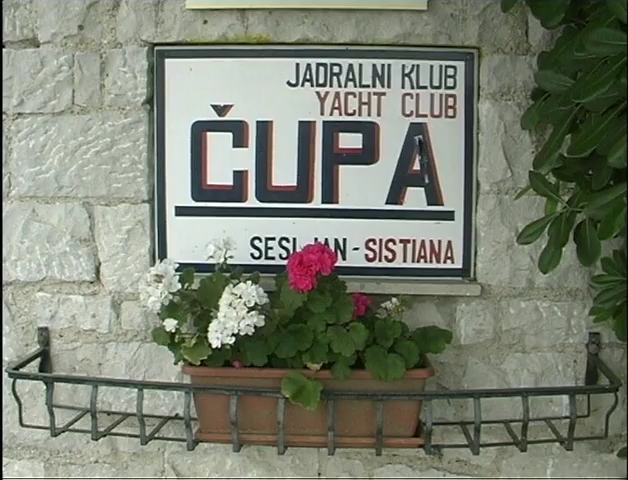 JADRALNI KLUB
YACHT CLUB
ČUPA
SESLJAN - SISTIANA